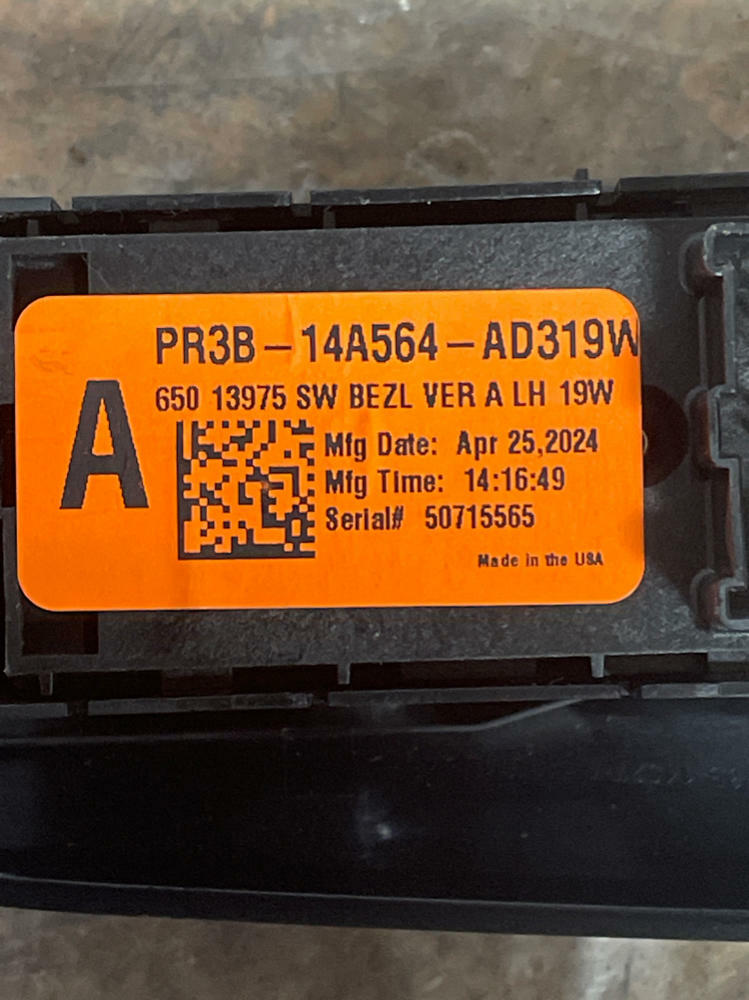 PR3B-14A564-AD319W
650 13975 SW BEZL VER A LH 19W
A
Mfg Date: Apr 25,2024
Mfg Time: 14:16:49
Serial# 50715565
Made in the USA